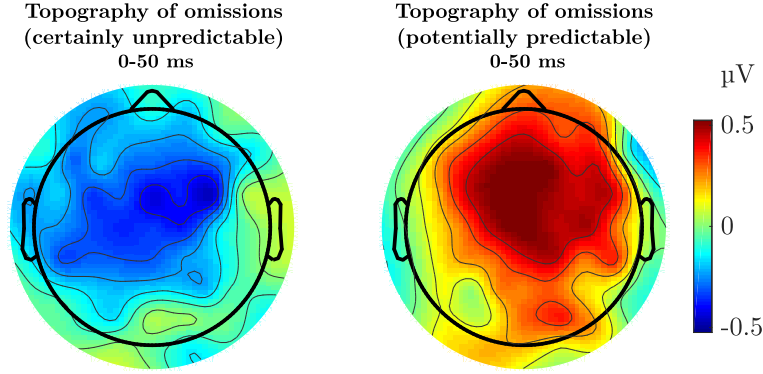 Topography of omissions
(certainly unpredictable)
0-50 ms
Topography of omissions
(potentially predictable)
0-50 ms
µV
0.5
0
-0.5